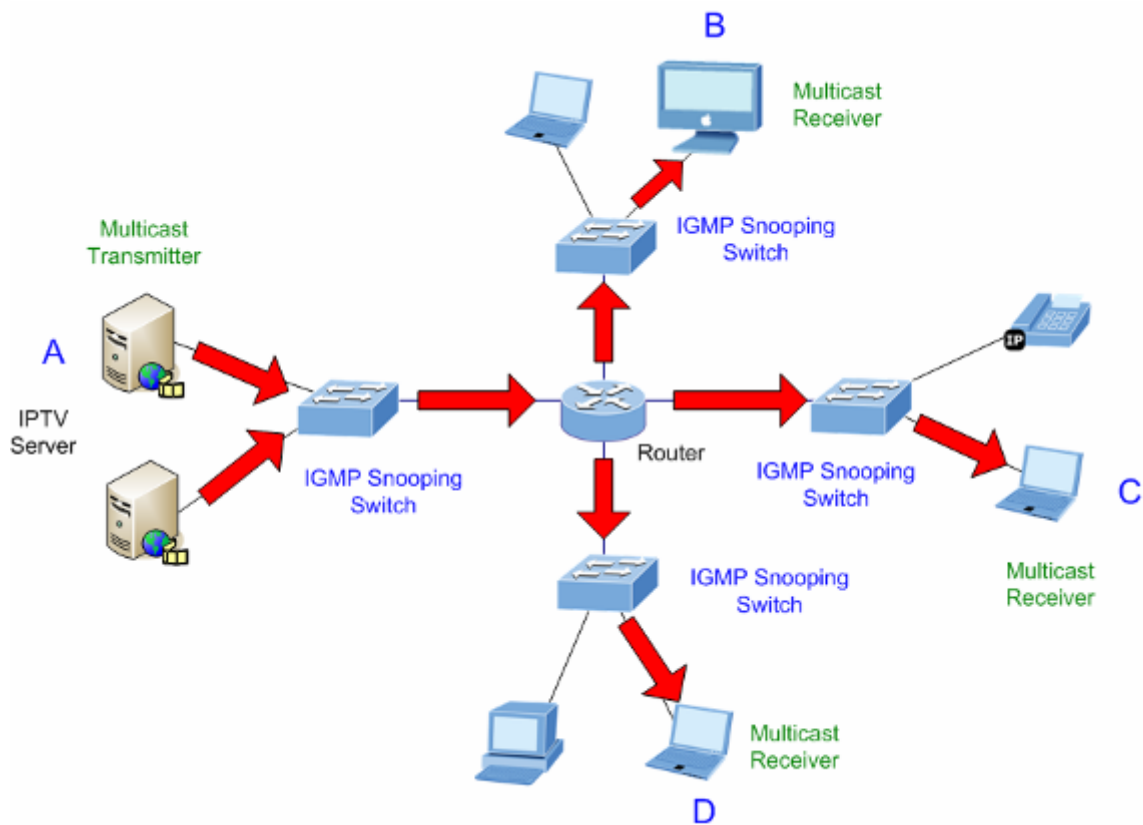 B
Multicast
Receiver
IGMP Snooping
Switch
Multicast
Transmitter
A
IPTV
Server
IGMP Snooping
Switch
Router
IP
IGMP Snooping
Switch
C
Multicast
Receiver
IGMP Snooping
Switch
Multicast
Receiver
D